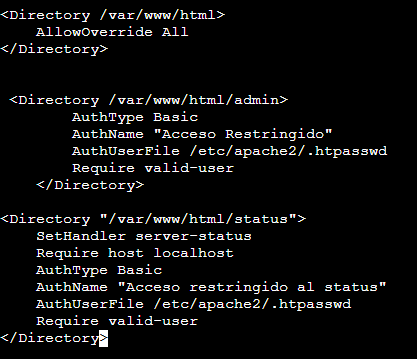 <Directory /var/www/html>
    AllowOverride All
</Directory>
<Directory /var/www/html/admin>
        AuthType Basic
        AuthName "Acceso Restringido"
        AuthUserFile /etc/apache2/.htpasswd
        Require valid-user
    </Directory>
<Directory "/var/www/html/status">
    SetHandler server-status
    Require host localhost
    AuthType Basic
    AuthName "Acceso restringido al status"
    AuthUserFile /etc/apache2/.htpasswd
    Require valid-user
</Directory>